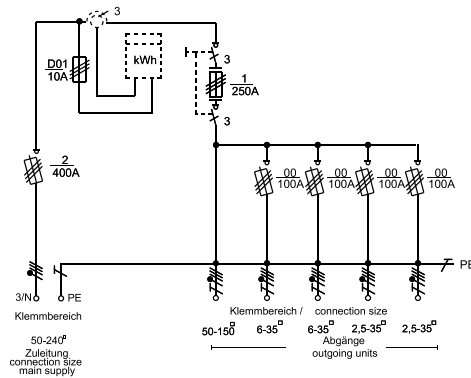 3
D01
10A
kWh
3
1
250A
3
2
400A
00
100A
00
100A
00
100A
00
100A
PE
3/N
PE
Klemmbereich
50-240□
Zuleitung
connection size
main supply
Klemmbereich / connection size
50-150□ 6-35□ 6-35□ 2,5-35□ 2,5-35□
Abgänge
outgoing units